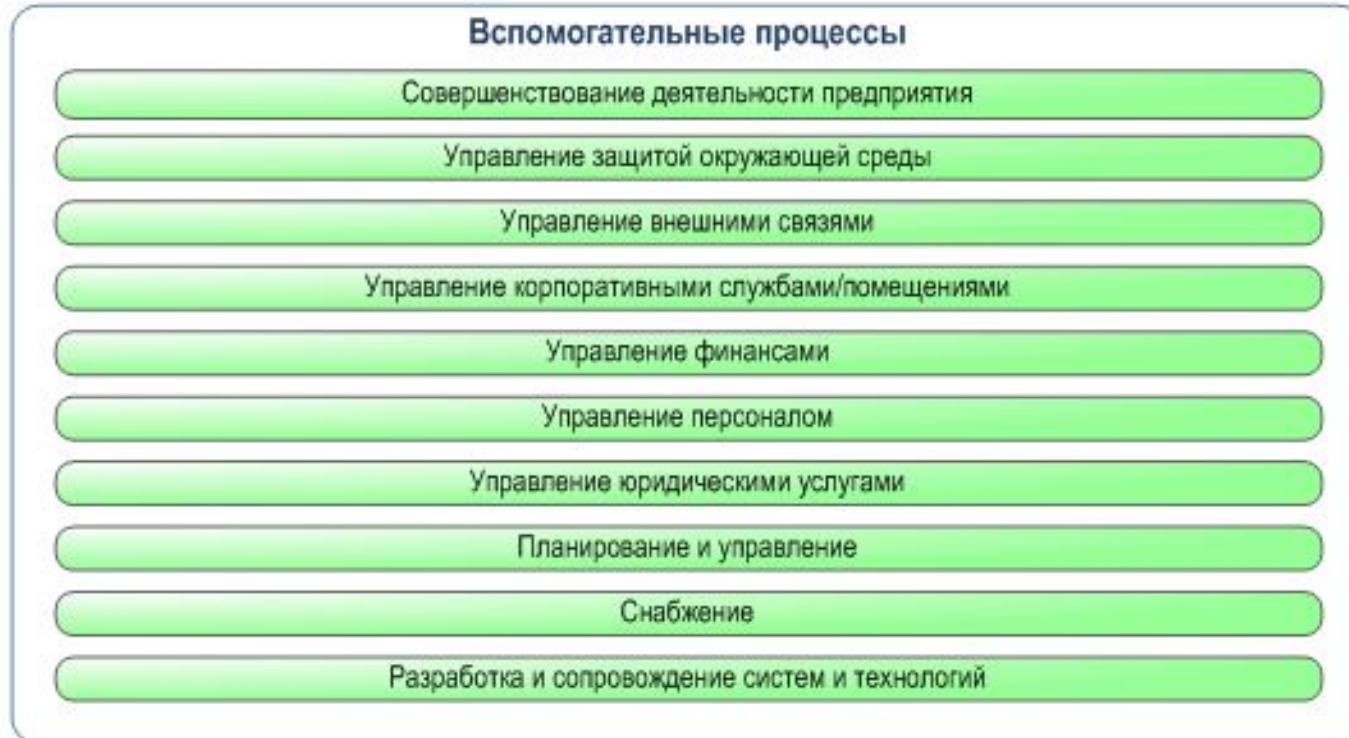 Вспомогательные процессы
Совершенствование деятельности предприятия
Управление защитой окружающей среды
Управление внешними связями
Управление корпоративными службами/помещениями
Управление финансами
Управление персоналом
Управление юридическими услугами
Планирование и управление
Снабжение
Разработка и сопровождение систем и технологий